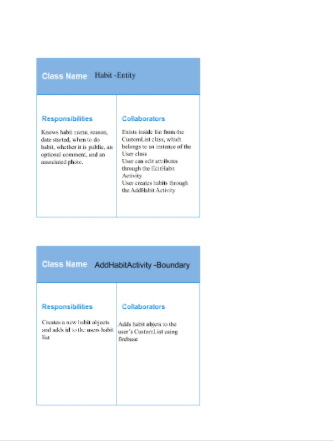 Class Name Habit -Entity
Responsibilities
Knows habit name, reason,
date started, when to do
habit, whether it is public, an
optional comment, and an
associated photo.
Collaborators
Exists inside list from the
CustomList class, which
belongs to an instance of the
User class
User can edit attributes
through the EditHabit
Activity
User creates habits through
the AddHabit Activity
Class Name AddHabitActivity -Boundary
Responsibilities
Creates a new habit objects
and adds id to the users habit
list
Collaborators
Adds habit objects to the
user's CustomList using
firebase